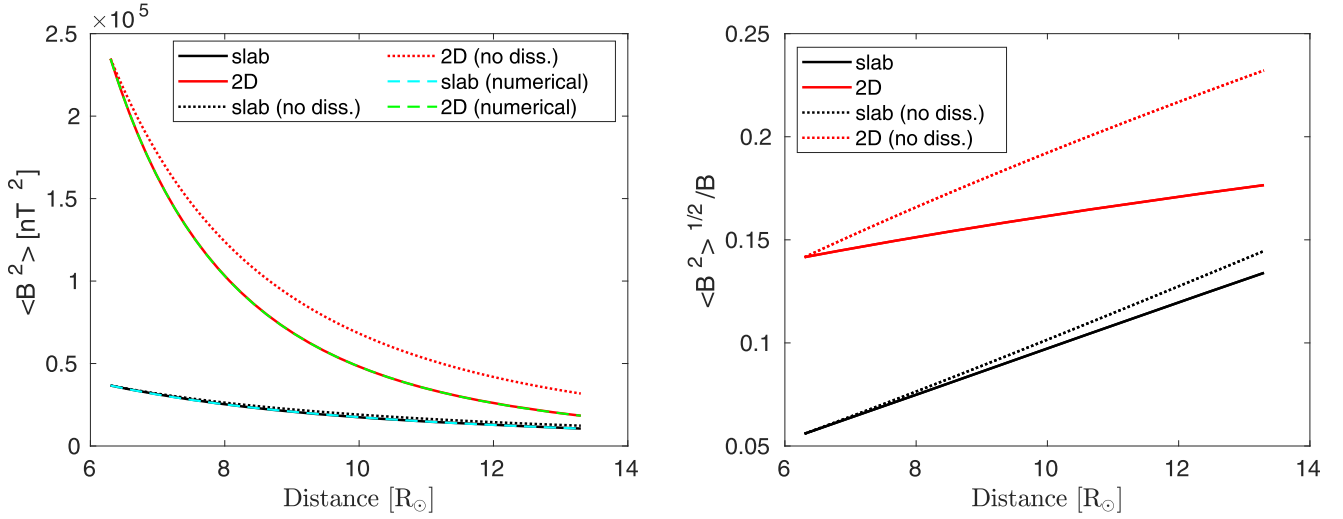 ×10⁵
2.5
2
1.5
1
0.5
0
<B ²> [nT ²]
slab
2D
slab (no diss.)
2D (no diss.)
slab (numerical)
2D (numerical)
6 8 10 12 14
Distance [R⊙]
0.25
0.2
0.15
0.1
0.05
<B ²> ¹/²/B
slab
2D
slab (no diss.)
2D (no diss.)
6 8 10 12 14
Distance [R⊙]